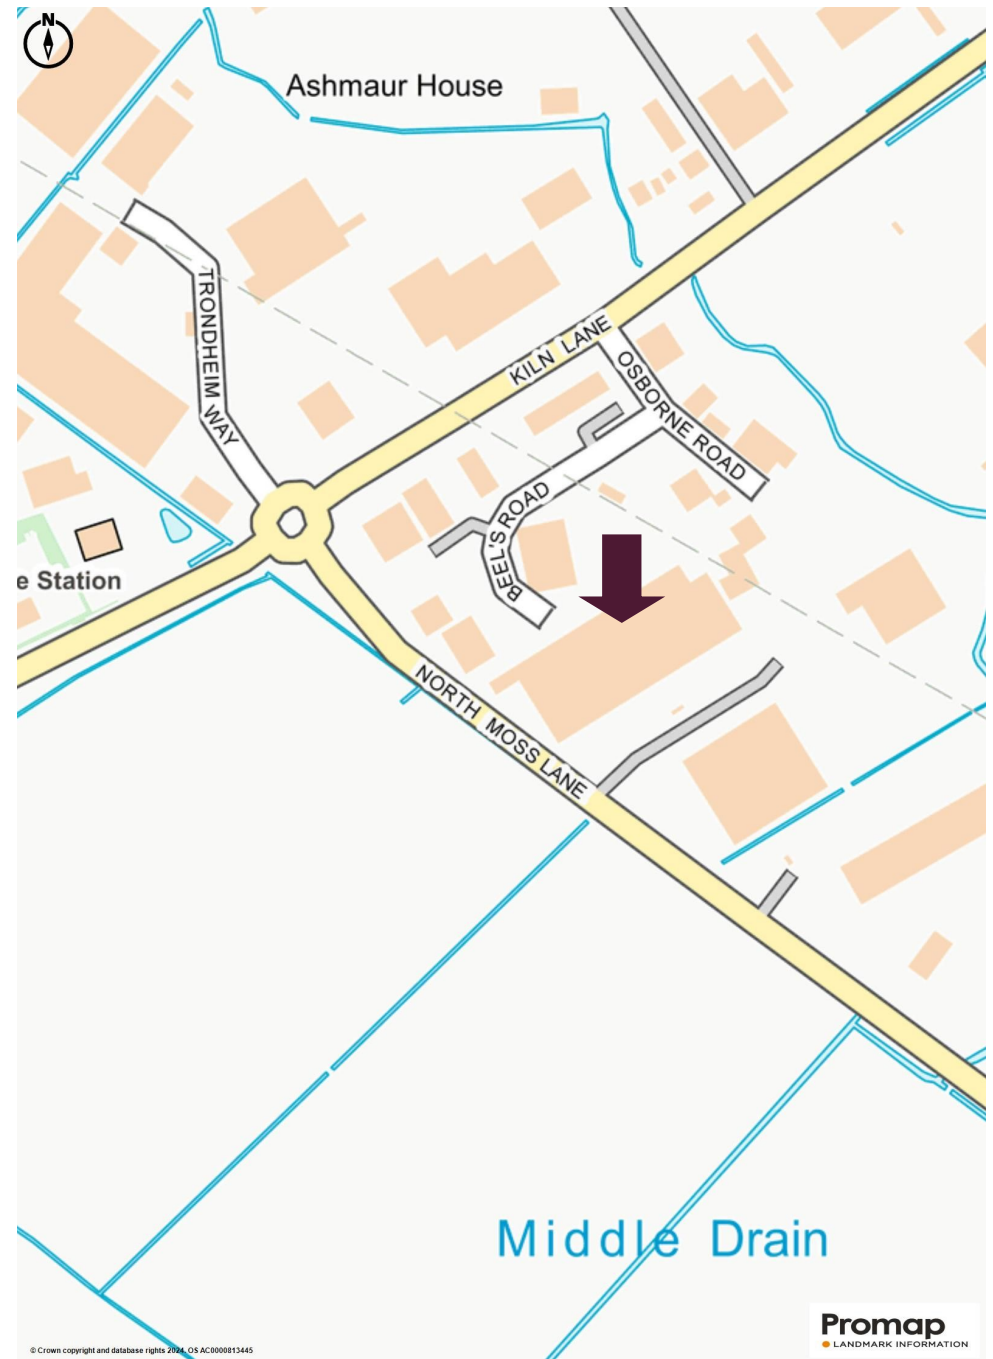 N
Ashmaur House
TRONDHEIM WAY
KILN LANE
OSBORNE ROAD
BEEL'S ROAD
e Station
NORTH MOSS LANE
Middle Drain
Promap
LANDMARK INFORMATION
© Crown copyright and database rights 2024. OS AC0000813445